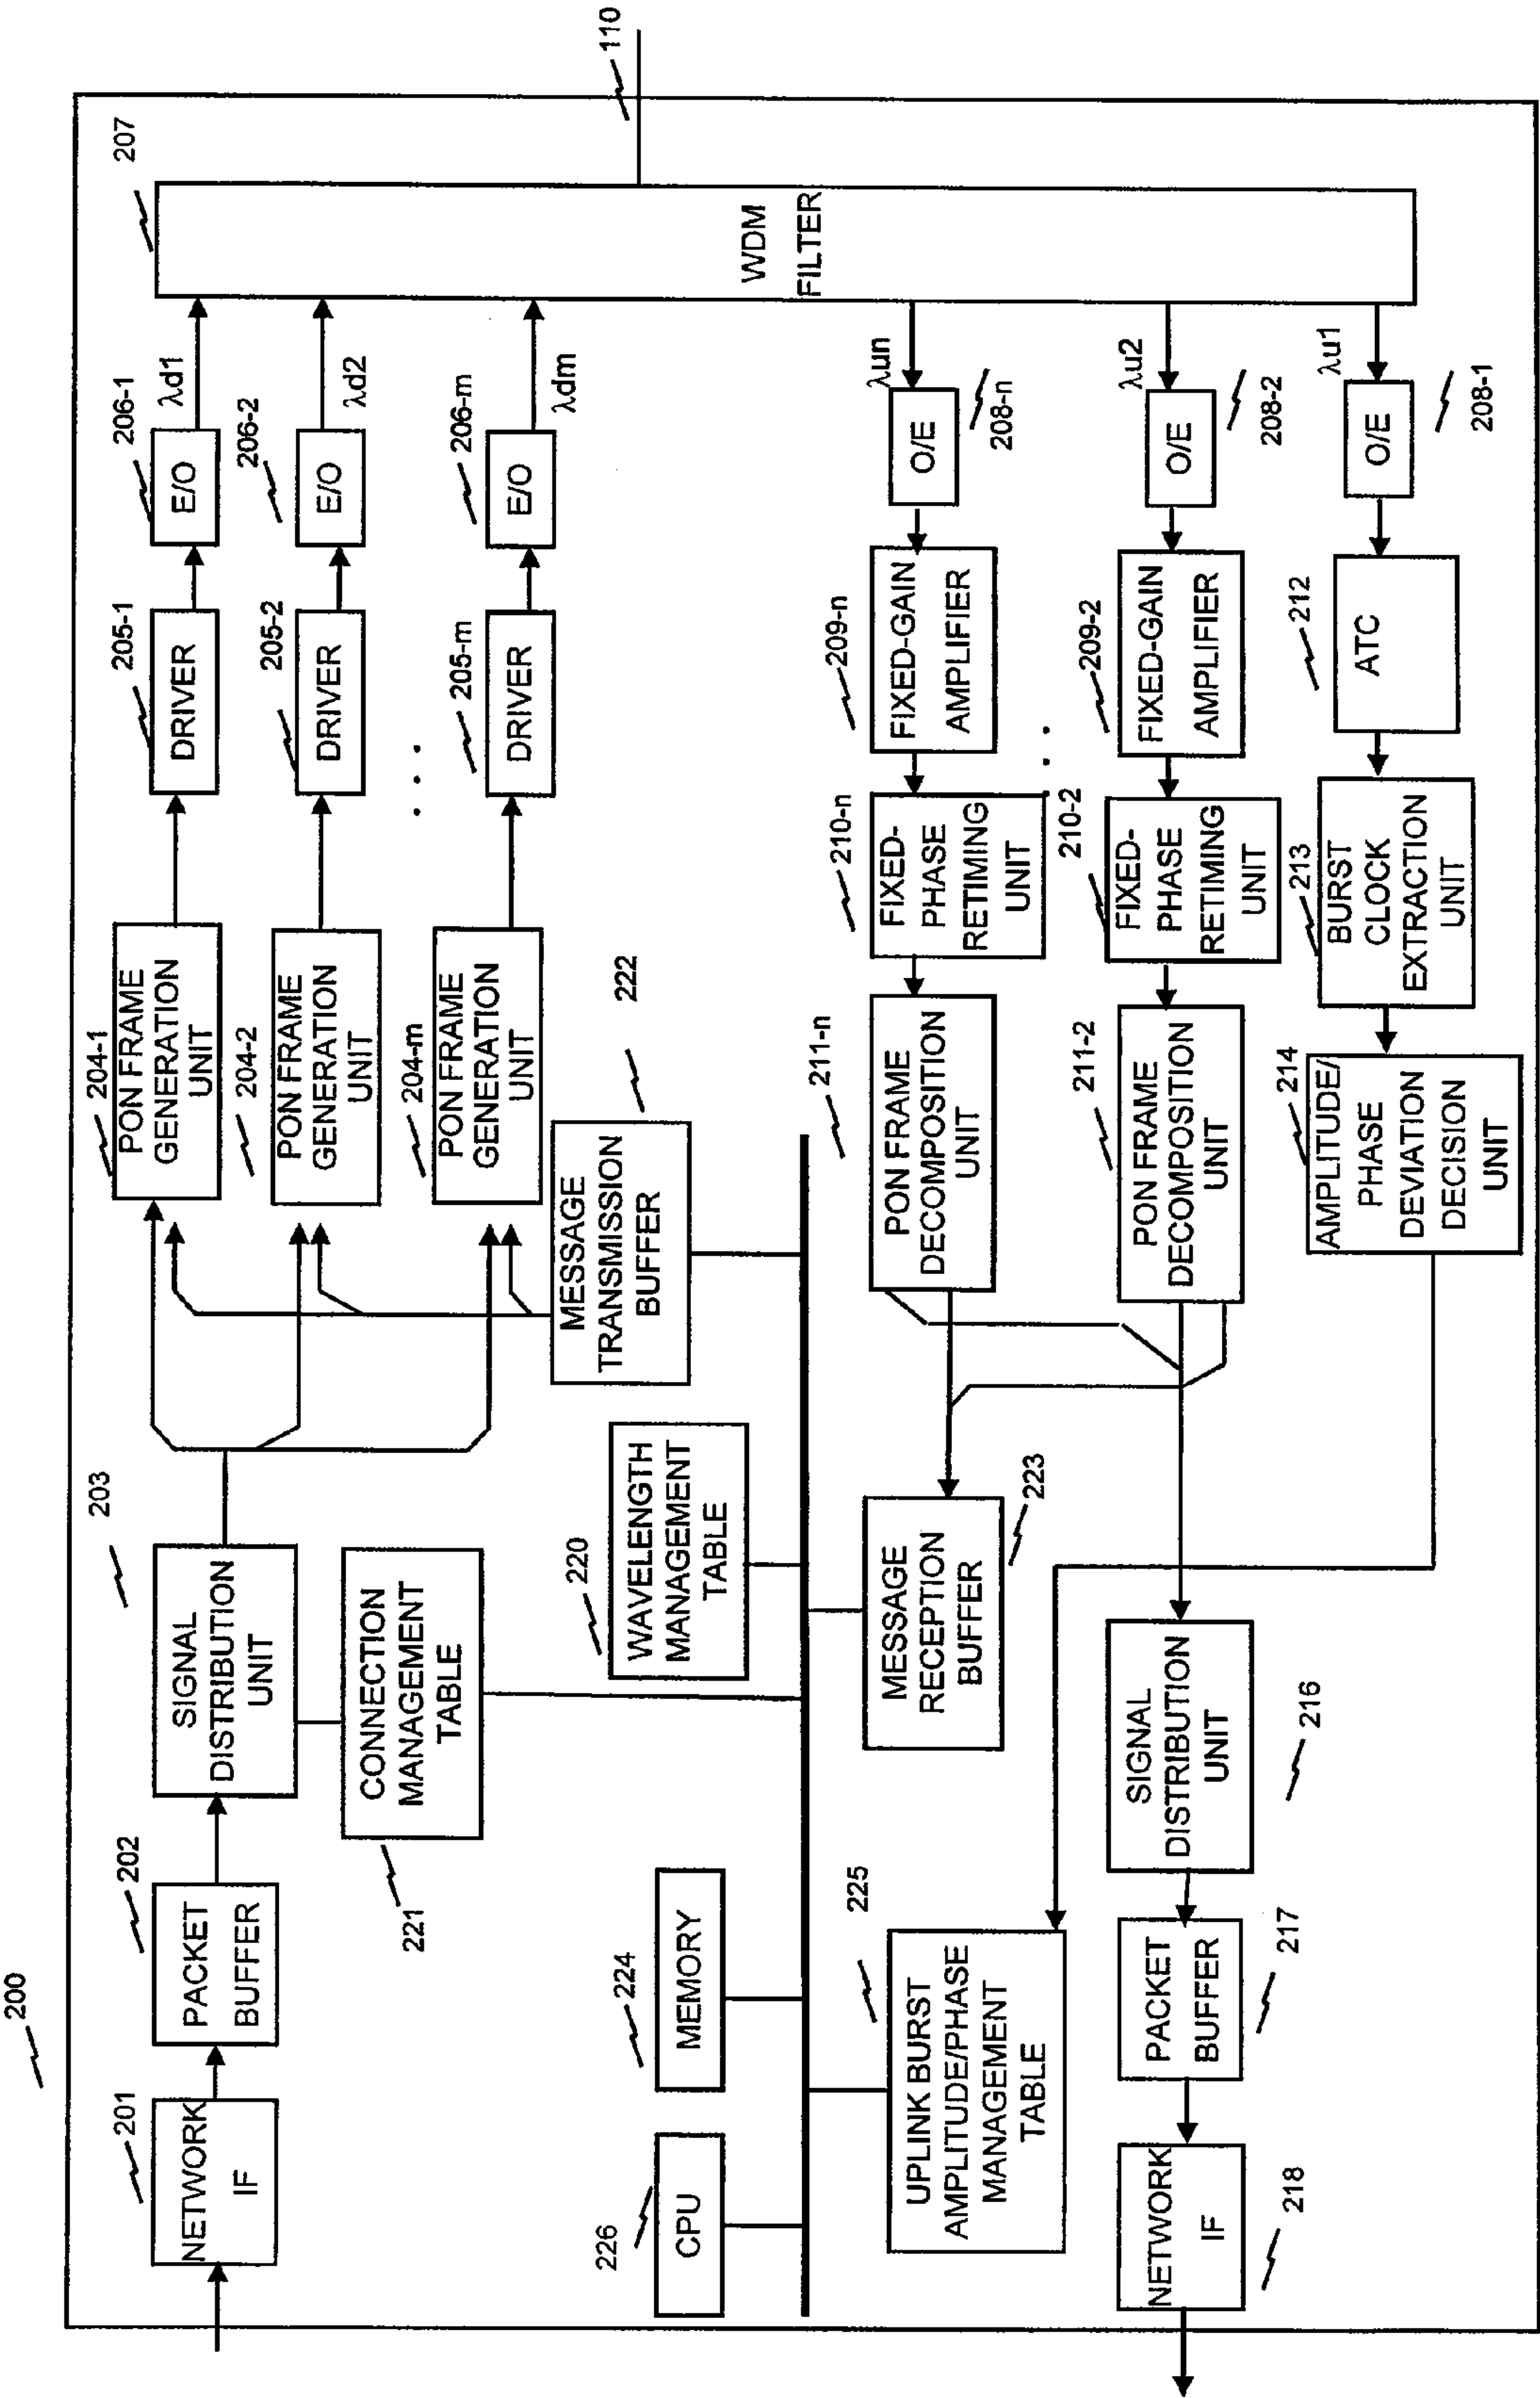 200
201
NETWORK
IF
202
PACKET
BUFFER
203
SIGNAL
DISTRIBUTION
UNIT
221
CONNECTION
MANAGEMENT
TABLE
204-1
PON FRAME
GENERATION
UNIT
204-2
PON FRAME
GENERATION
UNIT
204-m
PON FRAME
GENERATION
UNIT
205-1
DRIVER
205-2
DRIVER
. . .
205-m
DRIVER
206-1
E/O
λd1
206-2
E/O
λd2
206-m
E/O
λdm
207
WDM
FILTER
110
222
MESSAGE
TRANSMISSION
BUFFER
220
WAVELENGTH
MANAGEMENT
TABLE
224
MEMORY
226
CPU
225
UPLINK BURST
AMPLITUDE/PHASE
MANAGEMENT
TABLE
223
MESSAGE
RECEPTION
BUFFER
211-n
PON FRAME
DECOMPOSITION
UNIT
210-n
FIXED-
PHASE
RETIMING
UNIT
209-n
FIXED-GAIN
AMPLIFIER
. .
λun
O/E
208-n
211-2
PON FRAME
DECOMPOSITION
UNIT
210-2
FIXED-
PHASE
RETIMING
UNIT
209-2
FIXED-GAIN
AMPLIFIER
λu2
O/E
208-2
214
AMPLITUDE/
PHASE
DEVIATION
DECISION
UNIT
213
BURST
CLOCK
EXTRACTION
UNIT
212
ATC
λu1
O/E
208-1
SIGNAL
DISTRIBUTION
UNIT
216
PACKET
BUFFER
217
NETWORK
IF
218